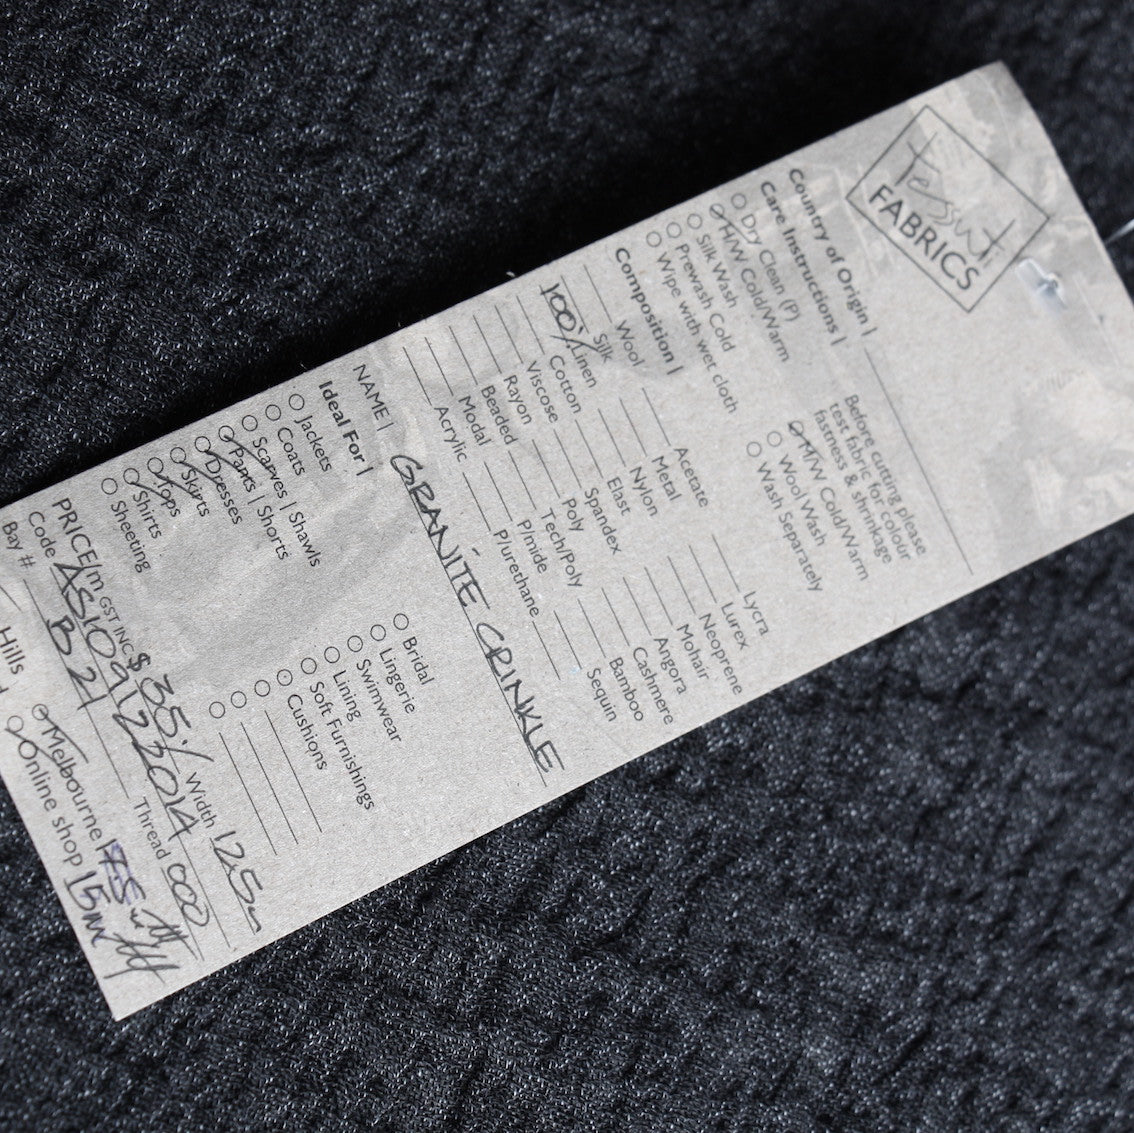 Tessuti
FABRICS
Country of Origin |
Care Instructions |
Before cutting please
test fabric for colour
fastness & shrinkage
Dry Clean (P)
H/W Cold/Warm
M/W Cold/Warm
Silk Wash
Wool Wash
Prewash Cold
Wash Separately
Wipe with wet cloth
Composition |
Wool Acetate Lycra
Silk Metal Lurex
100% Linen Nylon Neoprene
Cotton Elast Mohair
Viscose Spandex Angora
Rayon Poly Cashmere
Beaded Tech/Poly Bamboo
Modal P/mide Sequin
Acrylic P/urethane
NAME | GRANITE CRINKLE
Ideal For |
Jackets Bridal
Coats Lingerie
Scarves | Shawls Swimwear
Pants | Shorts Lining
Dresses Soft Furnishings
Skirts Cushions
Tops
Shirts
Sheeting
PRICE/m GST INC $ 35./ Width 125
Code AS109122014 Thread 000
Bay # B21
Hills Melbourne |
Online shop 15m